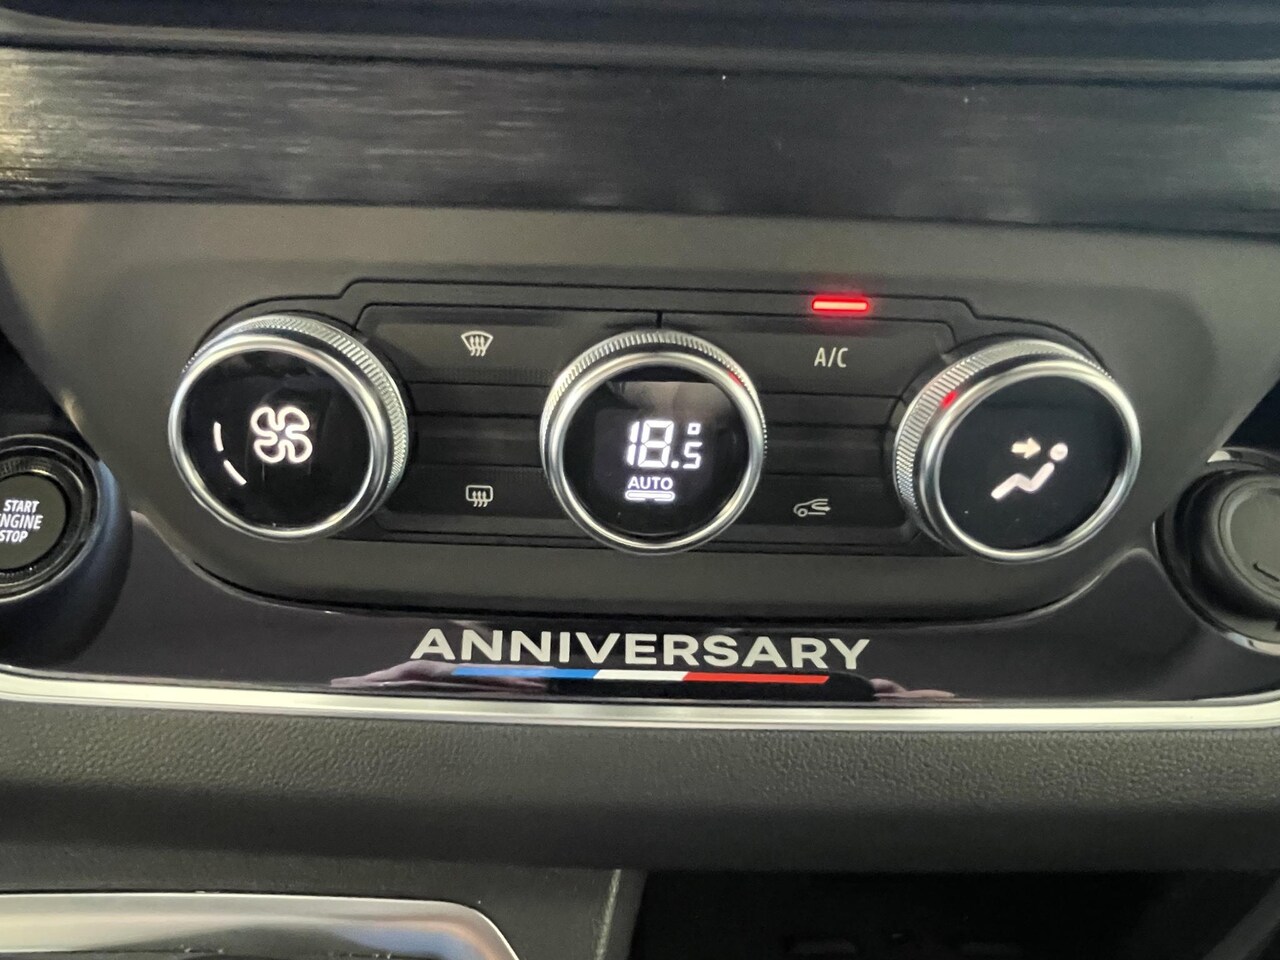 A/C
18.5°
AUTO
START
ENGINE
STOP
ANNIVERSARY